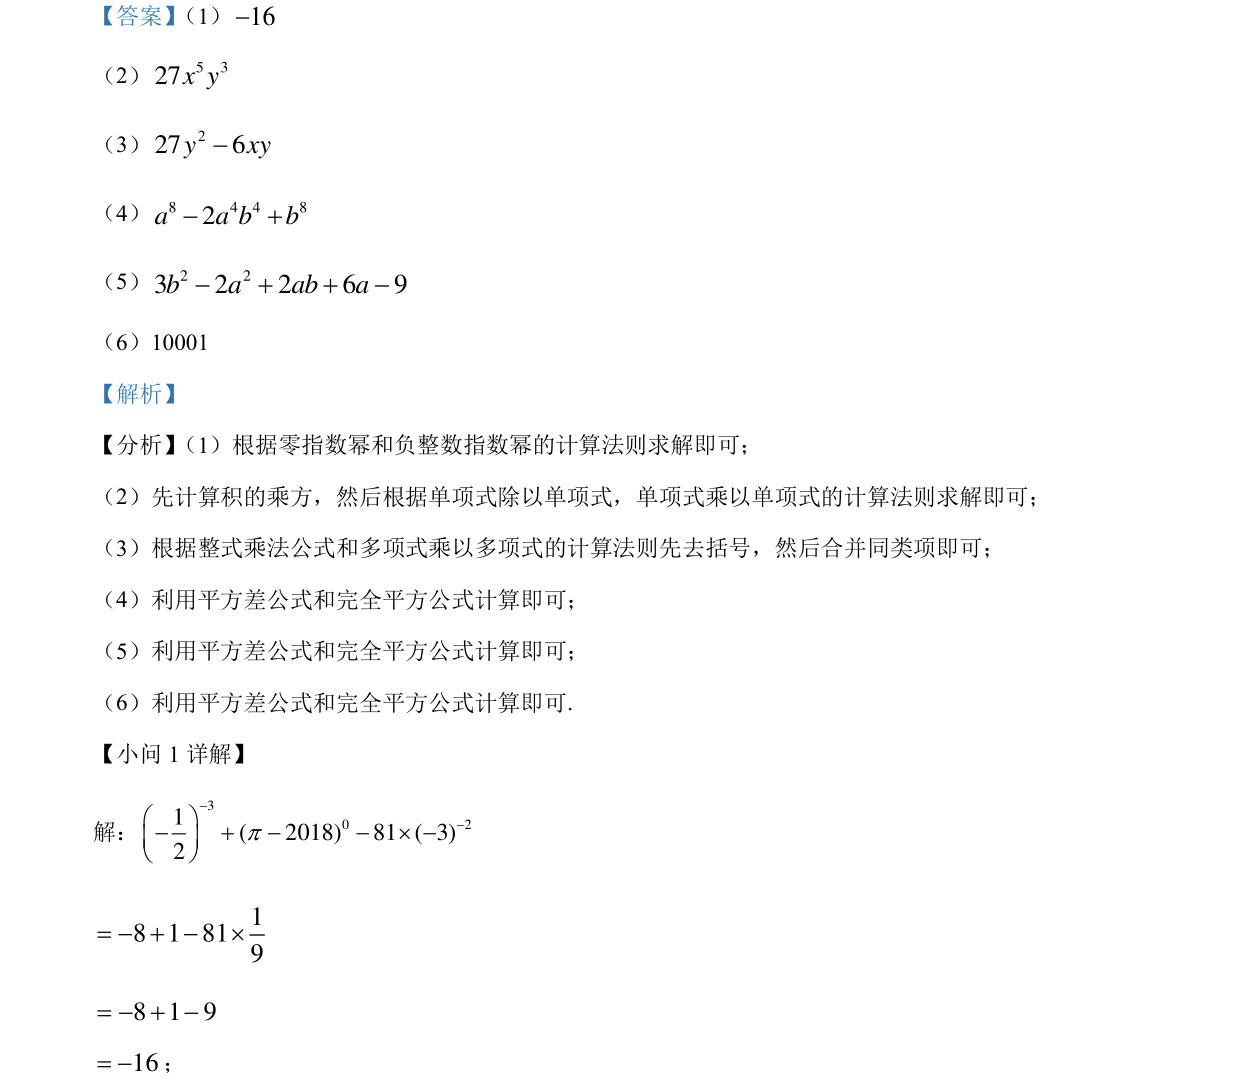 【答案】（1）−16
（2）27x⁵y³
（3）27y² − 6xy
（4）a⁸ − 2a⁴b⁴ + b⁸
（5）3b² − 2a² + 2ab + 6a − 9
（6）10001
【解析】
【分析】（1）根据零指数幂和负整数指数幂的计算法则求解即可；
（2）先计算积的乘方，然后根据单项式除以单项式，单项式乘以单项式的计算法则求解即可；
（3）根据整式乘法公式和多项式乘以多项式的计算法则先去括号，然后合并同类项即可；
（4）利用平方差公式和完全平方公式计算即可；
（5）利用平方差公式和完全平方公式计算即可；
（6）利用平方差公式和完全平方公式计算即可.
【小问 1 详解】
解：(−1/2)⁻³ + (π − 2018)⁰ − 81×(−3)⁻²
= −8 + 1 − 81×1/9
= −8 + 1 − 9
= −16；